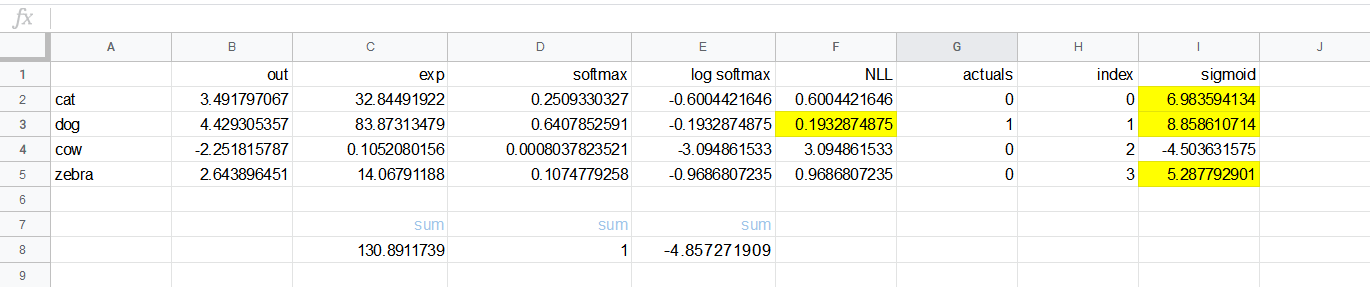 fx
A B C D E F G H I J
1 out exp softmax log softmax NLL actuals index sigmoid
2 cat 3.491797067 32.84491922 0.2509330327 -0.6004421646 0.6004421646 0 0 6.983594134
3 dog 4.429305357 83.87313479 0.6407852591 -0.1932874875 0.1932874875 1 1 8.858610714
4 cow -2.251815787 0.1052080156 0.0008037823521 -3.094861533 3.094861533 0 2 -4.503631575
5 zebra 2.643896451 14.06791188 0.1074779258 -0.9686807235 0.9686807235 0 3 5.287792901
6
7 sum sum sum
8 130.8911739 1 -4.857271909
9